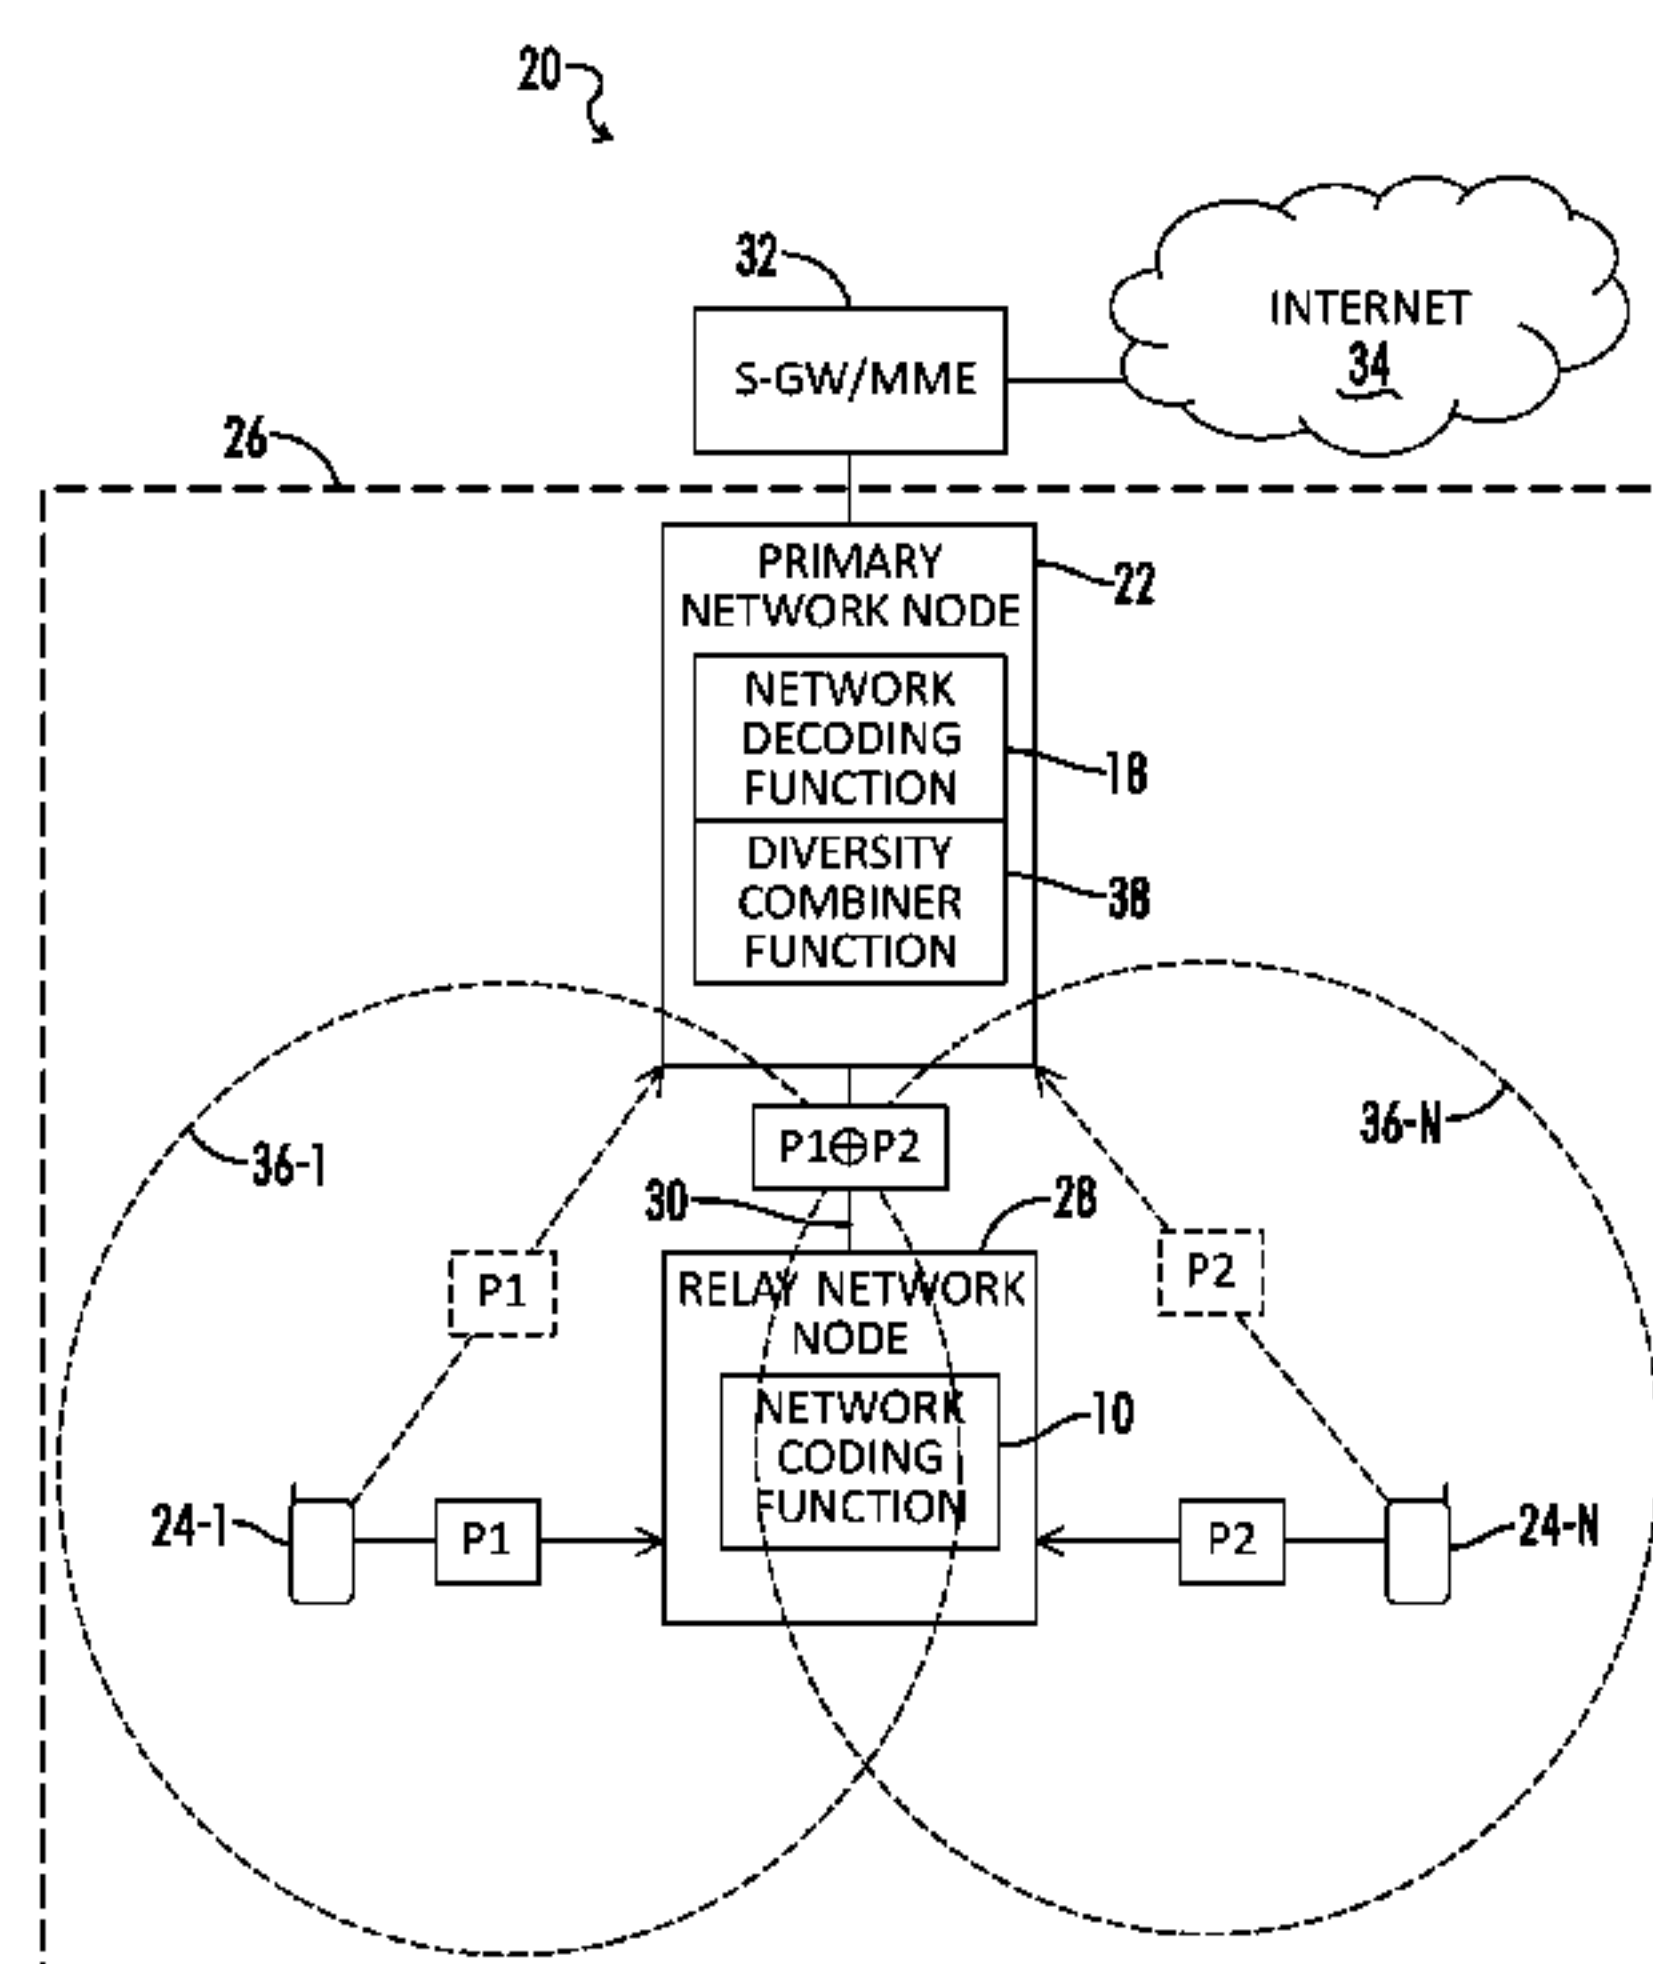 20
32
INTERNET
34
S-GW/MME
26
PRIMARY
NETWORK NODE
22
NETWORK
DECODING
FUNCTION
18
DIVERSITY
COMBINER
FUNCTION
38
36-1
P1⊕P2
36-N
30
28
P1
P2
RELAY NETWORK
NODE
NETWORK
CODING
FUNCTION
10
24-1
P1
P2
24-N